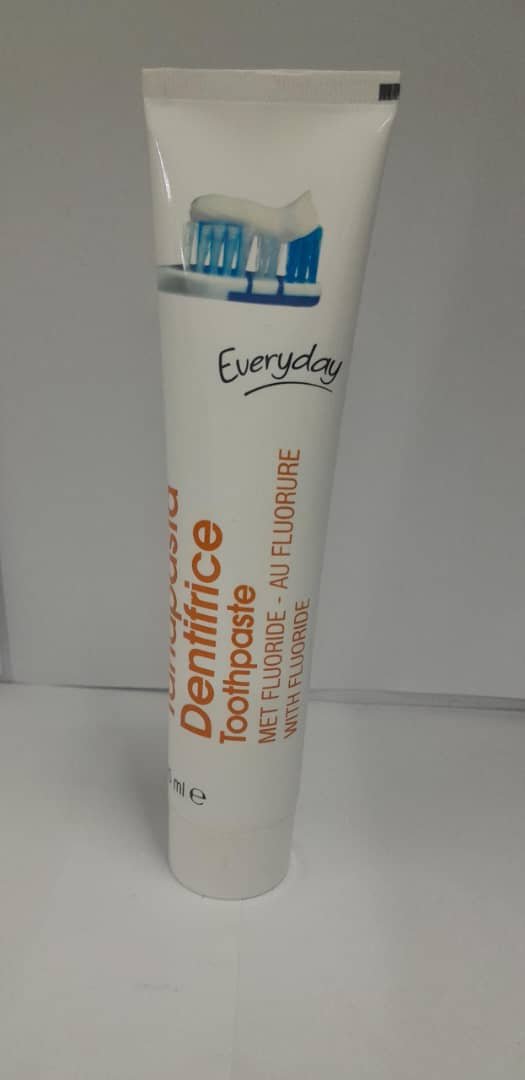 Everyday
Dentifrice
Toothpaste
MET FLUORIDE - AU FLUORURE
WITH FLUORIDE
ml e